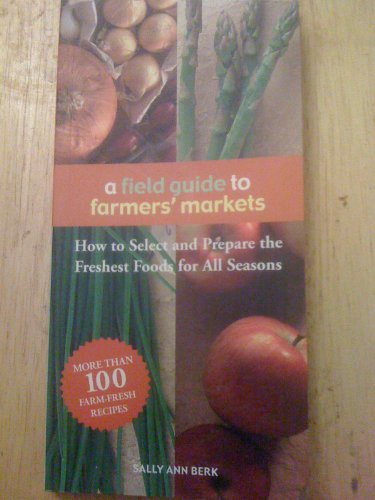 a field guide to
farmers' markets
How to Select and Prepare the
Freshest Foods for All Seasons
MORE THAN
100
FARM-FRESH
RECIPES
SALLY ANN BERK